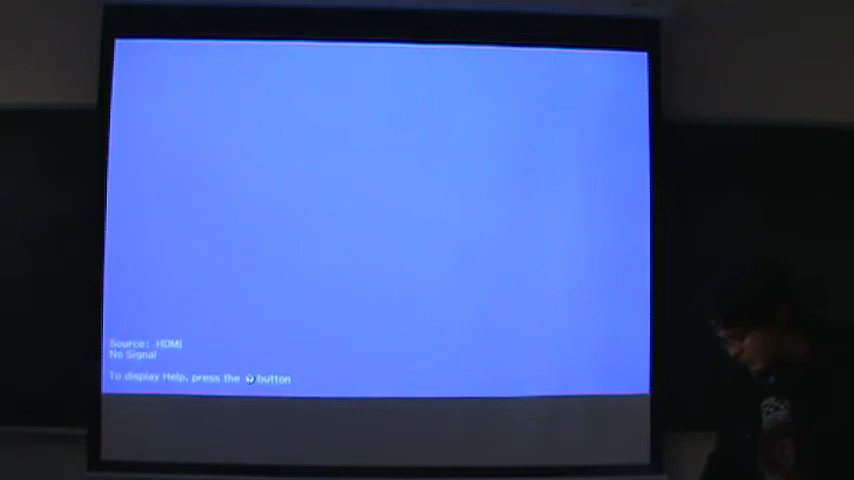 Source: HDMI
No Signal
To display Help, press the ? button